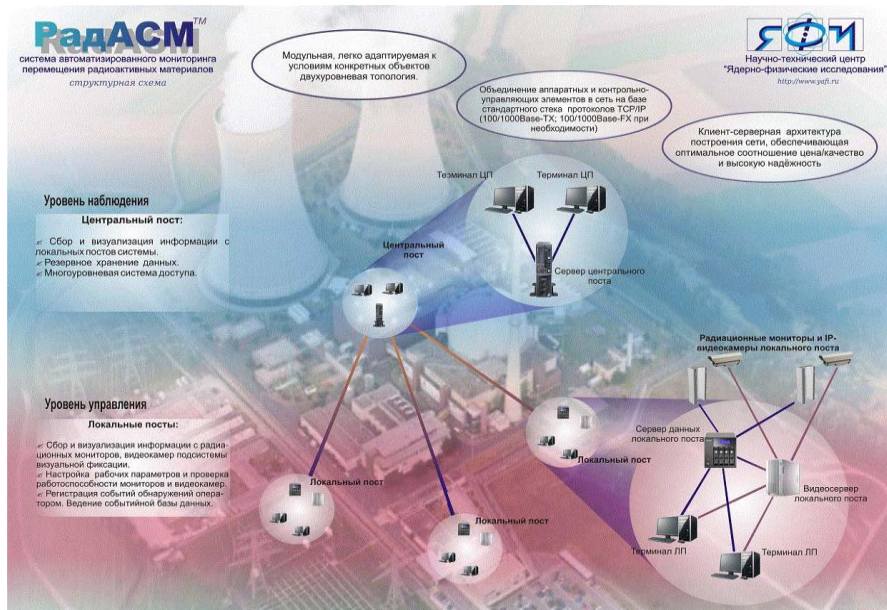 РадАСМ™
система автоматизированного мониторинга
перемещения радиоактивных материалов
структурная схема
Модульная, легко адаптируемая к
условиям конкретных объектов
двухуровневая топология.
ЯФИ
Научно-технический центр
"Ядерно-физические исследования"
http://www.yafi.ru
Объединение аппаратных и контрольно-
управляющих элементов в сеть на базе
стандартного стека протоколов TCP/IP
(100/1000Base-TX; 100/1000Base-FX при
необходимости)
Клиент-серверная архитектура
построения сети, обеспечивающая
оптимальное соотношение цена/качество
и высокую надёжность
Терминал ЦП
Терминал ЦП
Уровень наблюдения
Центральный пост:
Сбор и визуализация информации с
локальных постов системы.
Резервное хранение данных.
Многоуровневая система доступа.
Центральный
пост
Сервер центрального
поста
Радиационные мониторы и IP-
видеокамеры локального поста
Уровень управления
Локальные посты:
Сбор и визуализация информации с радиа-
ционных мониторов, видеокамер подсистемы
визуальной фиксации.
Настройка рабочих параметров и проверка
работоспособности мониторов и видеокамер.
Регистрация событий обнаружений опера-
тором. Ведение событийной базы данных.
Сервер данных
локального поста
Локальный пост
Локальный пост
Видеосервер
локального поста
Локальный пост
Терминал ЛП
Терминал ЛП